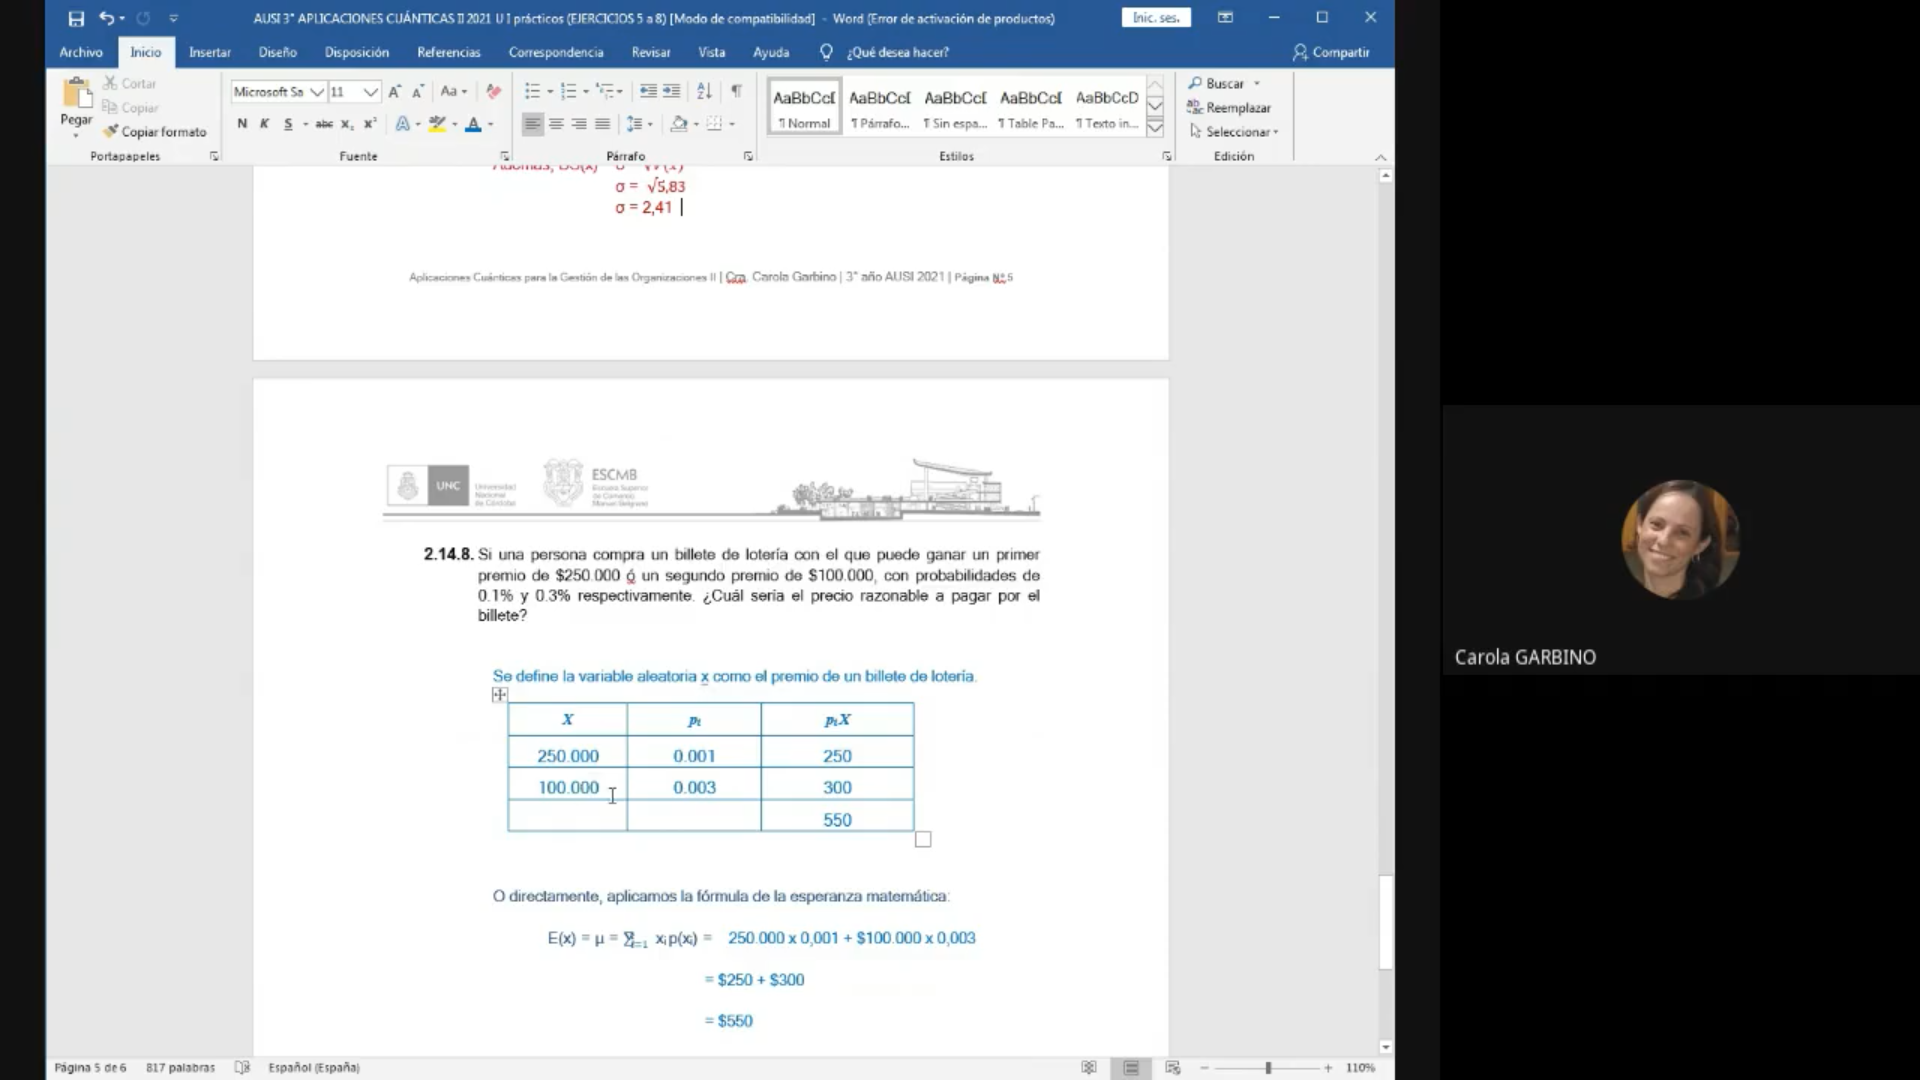 AUSI 3° APLICACIONES CUÁNTICAS II 2021 U I prácticos (EJERCICIOS 5 a 8) [Modo de compatibilidad] - Word (Error de activación de productos)
Inic. ses.
Archivo Inicio Insertar Diseño Disposición Referencias Correspondencia Revisar Vista Ayuda ¿Qué desea hacer? Compartir
Pegar
Cortar
Copiar
Copiar formato
Portapapeles
Microsoft Sa 11
N K S abc x, x²
Fuente
Párrafo
AaBbCcI AaBbCcI AaBbCcI AaBbCcI AaBbCcD
¶ Normal ¶ Párrafo... ¶ Sin espa... ¶ Table Pa... ¶ Texto in...
Estilos
Buscar
Reemplazar
Seleccionar
Edición
σ = √5,83
σ = 2,41
Aplicaciones Cuánticas para la Gestión de las Organizaciones II | Cra. Carola Garbino | 3° año AUSI 2021 | Página N° 5
UNC Universidad Nacional de Córdoba
ESCMB
Escuela Superior de Comercio Manuel Belgrano
2.14.8. Si una persona compra un billete de lotería con el que puede ganar un primer
premio de $250.000 ó un segundo premio de $100.000, con probabilidades de
0.1% y 0.3% respectivamente. ¿Cuál sería el precio razonable a pagar por el
billete?
Se define la variable aleatoria x como el premio de un billete de lotería.
X pᵢ pᵢX
250.000 0.001 250
100.000 0.003 300
550
O directamente, aplicamos la fórmula de la esperanza matemática:
E(x) = μ = Σⁿᵢ₌₁ xᵢ p(xᵢ) = 250.000 x 0,001 + $100.000 x 0,003
= $250 + $300
= $550
Carola GARBINO
Página 5 de 6 817 palabras Español (España) 110%